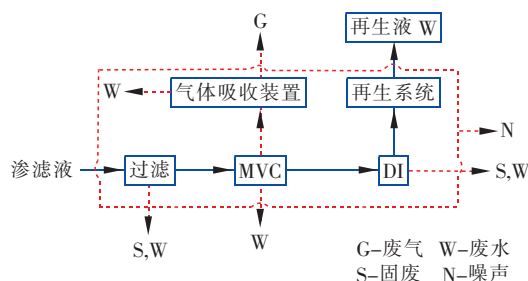 G
再生液 W
W
气体吸收装置
再生系统
N
渗滤液
过滤
MVC
DI
S,W
S,W
W
G-废气 W-废水
S-固废 N-噪声